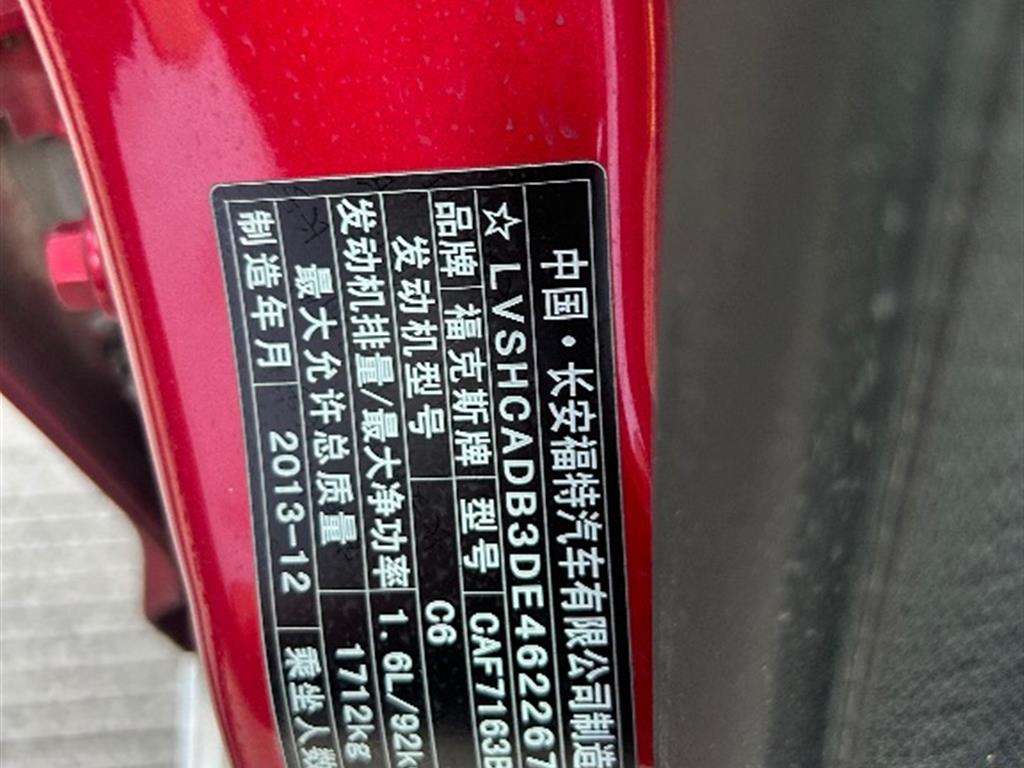 中国·长安福特汽车有限公司制造
☆LVSHCADB3DE462267
品牌 福克斯牌 型号 CAF7163B
发动机型号 C6
发动机排量/最大净功率 1.6L/92k
最大允许总质量 1712kg
制造年月 2013-12 乘坐人数